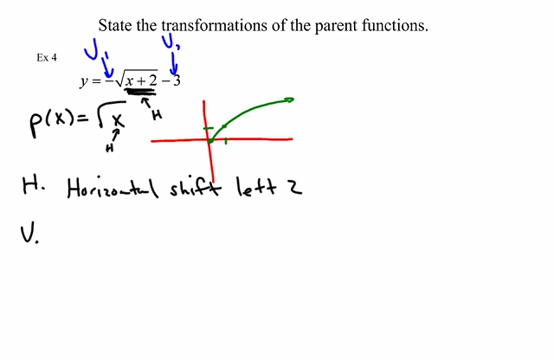 State the transformations of the parent functions.
V. V.
Ex 4
y = -√x + 2 - 3
H
p(x) = √x
H
H. Horizontal shift left 2
V.